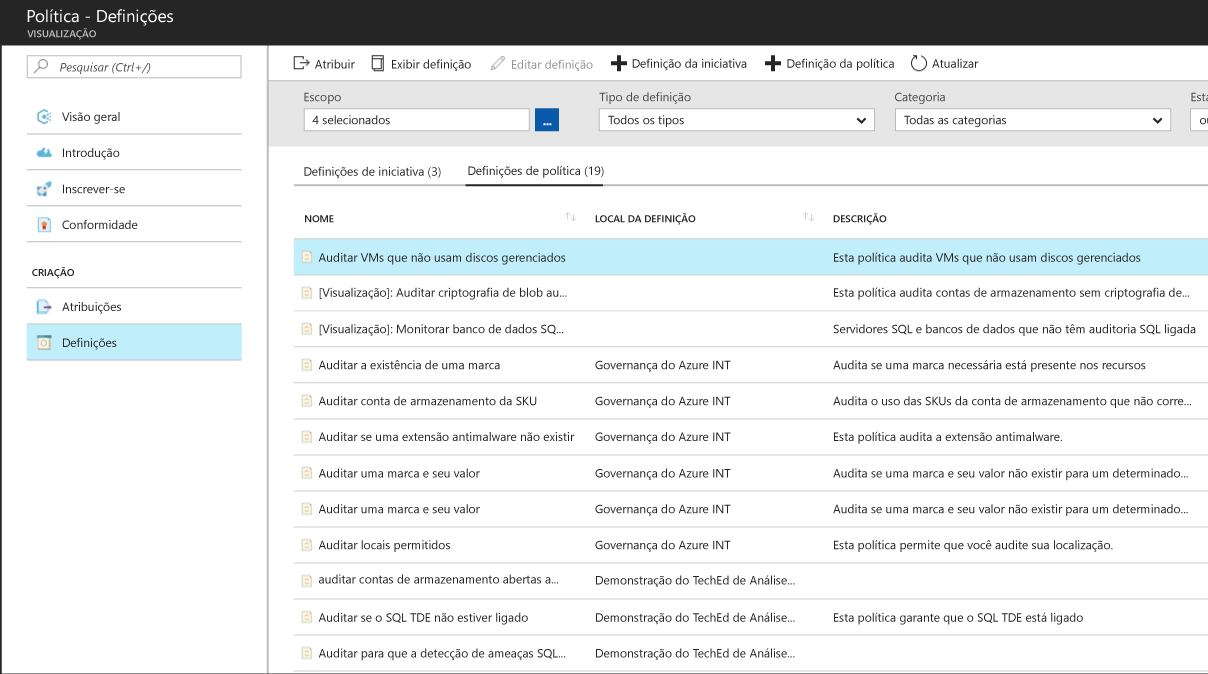 Política - Definições
VISUALIZAÇÃO
Pesquisar (Ctrl+/)
Visão geral
Introdução
Inscrever-se
Conformidade
CRIAÇÃO
Atribuições
Definições
Atribuir Exibir definição Editar definição Definição da iniciativa Definição da política Atualizar
Escopo Tipo de definição Categoria
4 selecionados ... Todos os tipos Todas as categorias
Definições de iniciativa (3) Definições de política (19)
NOME LOCAL DA DEFINIÇÃO DESCRIÇÃO
Auditar VMs que não usam discos gerenciados Esta política audita VMs que não usam discos gerenciados
[Visualização]: Auditar criptografia de blob au... Esta política audita contas de armazenamento sem criptografia de...
[Visualização]: Monitorar banco de dados SQ... Servidores SQL e bancos de dados que não têm auditoria SQL ligada
Auditar a existência de uma marca Governança do Azure INT Audita se uma marca necessária está presente nos recursos
Auditar conta de armazenamento da SKU Governança do Azure INT Audita o uso das SKUs da conta de armazenamento que não corre...
Auditar se uma extensão antimalware não existir Governança do Azure INT Esta política audita a extensão antimalware.
Auditar uma marca e seu valor Governança do Azure INT Audita se uma marca e seu valor não existir para um determinado...
Auditar uma marca e seu valor Governança do Azure INT Audita se uma marca e seu valor não existir para um determinado...
Auditar locais permitidos Governança do Azure INT Esta política permite que você audite sua localização.
auditar contas de armazenamento abertas a... Demonstração do TechEd de Análise...
Auditar se o SQL TDE não estiver ligado Demonstração do TechEd de Análise... Esta política garante que o SQL TDE está ligado
Auditar para que a detecção de ameaças SQL... Demonstração do TechEd de Análise...